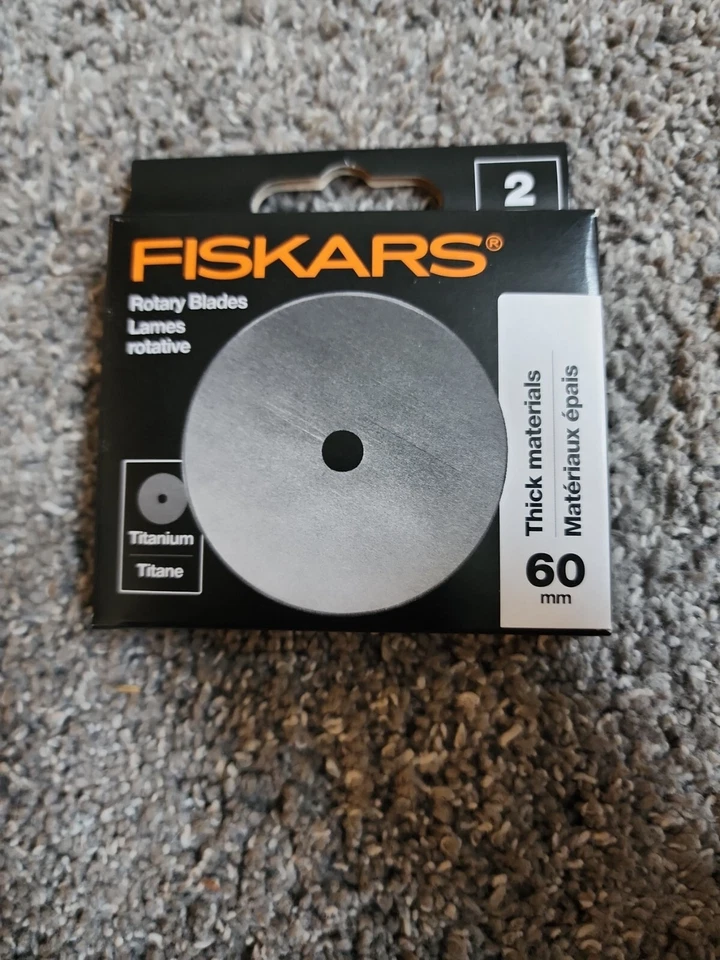 2
FISKARS®
Rotary Blades
Lames
rotative
Titanium
Titane
Thick materials
Matériaux épais
60
mm